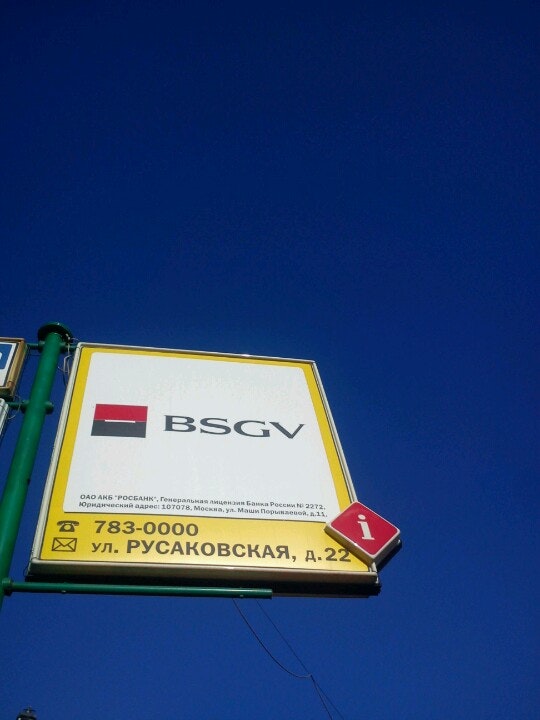 BSGV
ОАО АКБ "РОСБАНК", Генеральная лицензия Банка России № 2272.
Юридический адрес: 107078, Москва, ул. Маши Порываевой, д.11.
783-0000
ул. РУСАКОВСКАЯ, д.22
i